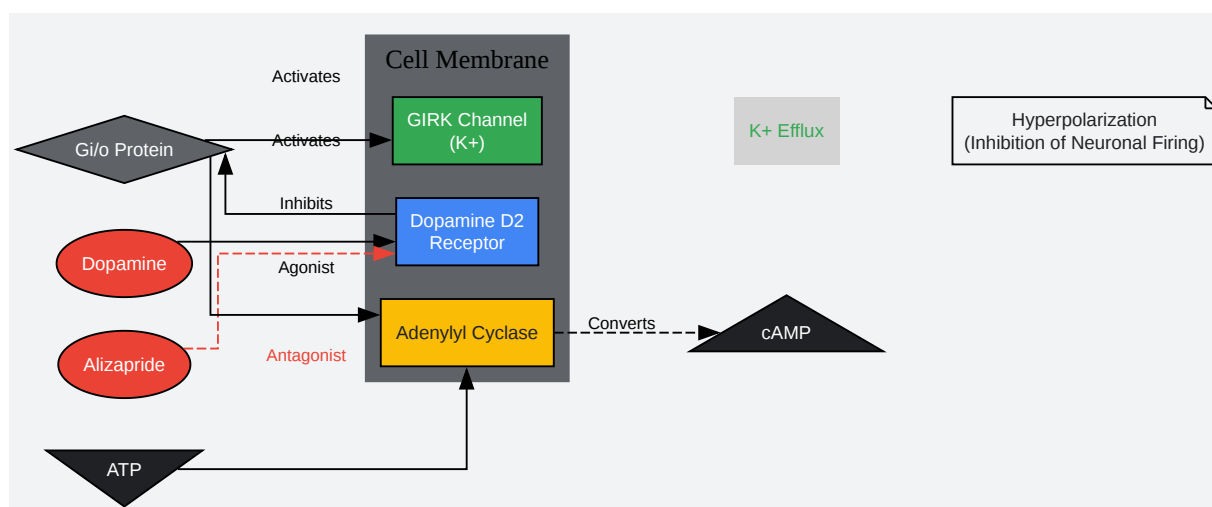 Cell Membrane
Activates
GIRK Channel
(K+)
K+ Efflux
Hyperpolarization
(Inhibition of Neuronal Firing)
Gi/o Protein
Activates
Inhibits
Dopamine D2
Receptor
Dopamine
Agonist
Adenylyl Cyclase
Converts
cAMP
Alizapride
Antagonist
ATP